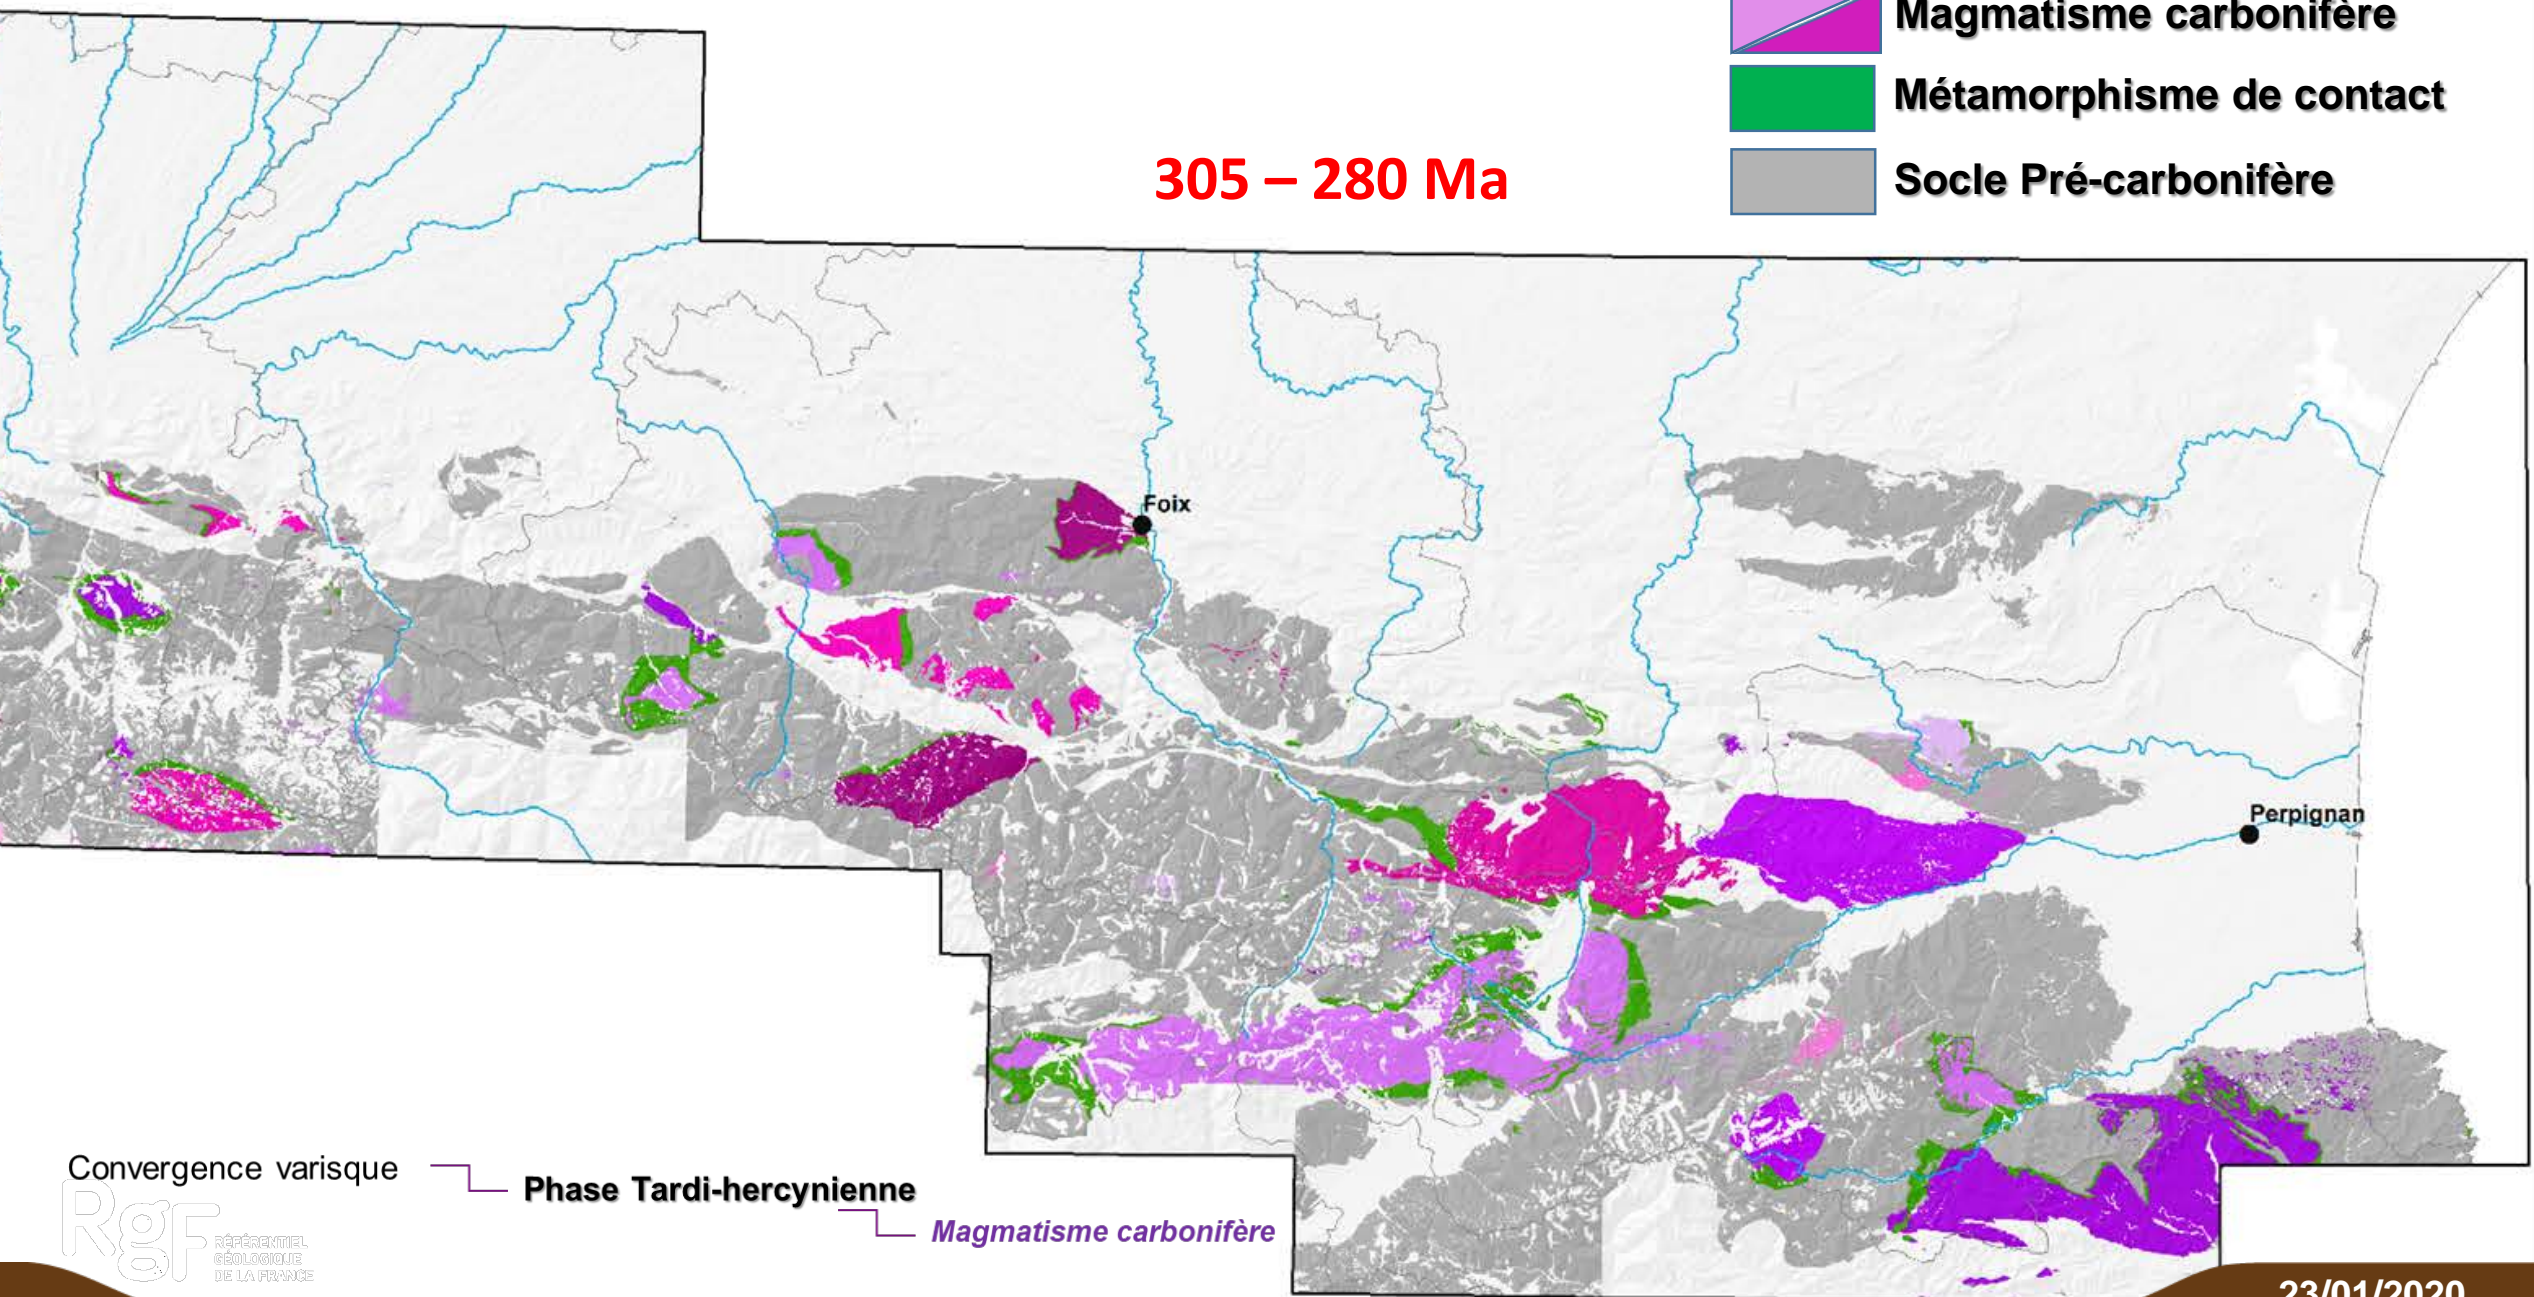 Magmatisme carbonifère
Métamorphisme de contact
305 – 280 Ma
Socle Pré-carbonifère
Foix
Perpignan
Convergence varisque
Phase Tardi-hercynienne
Magmatisme carbonifère
RgF
RÉFÉRENTIEL
GÉOLOGIQUE
DE LA FRANCE
23/01/2020